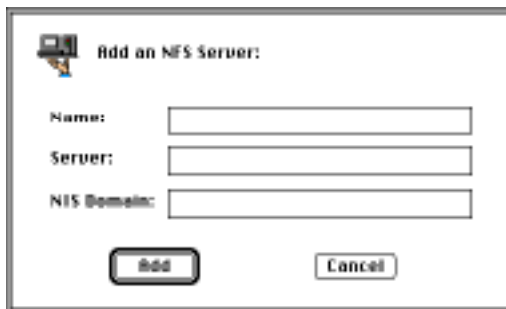 Add an NFS Server:
Name:
Server:
NIS Domain:
Add
Cancel